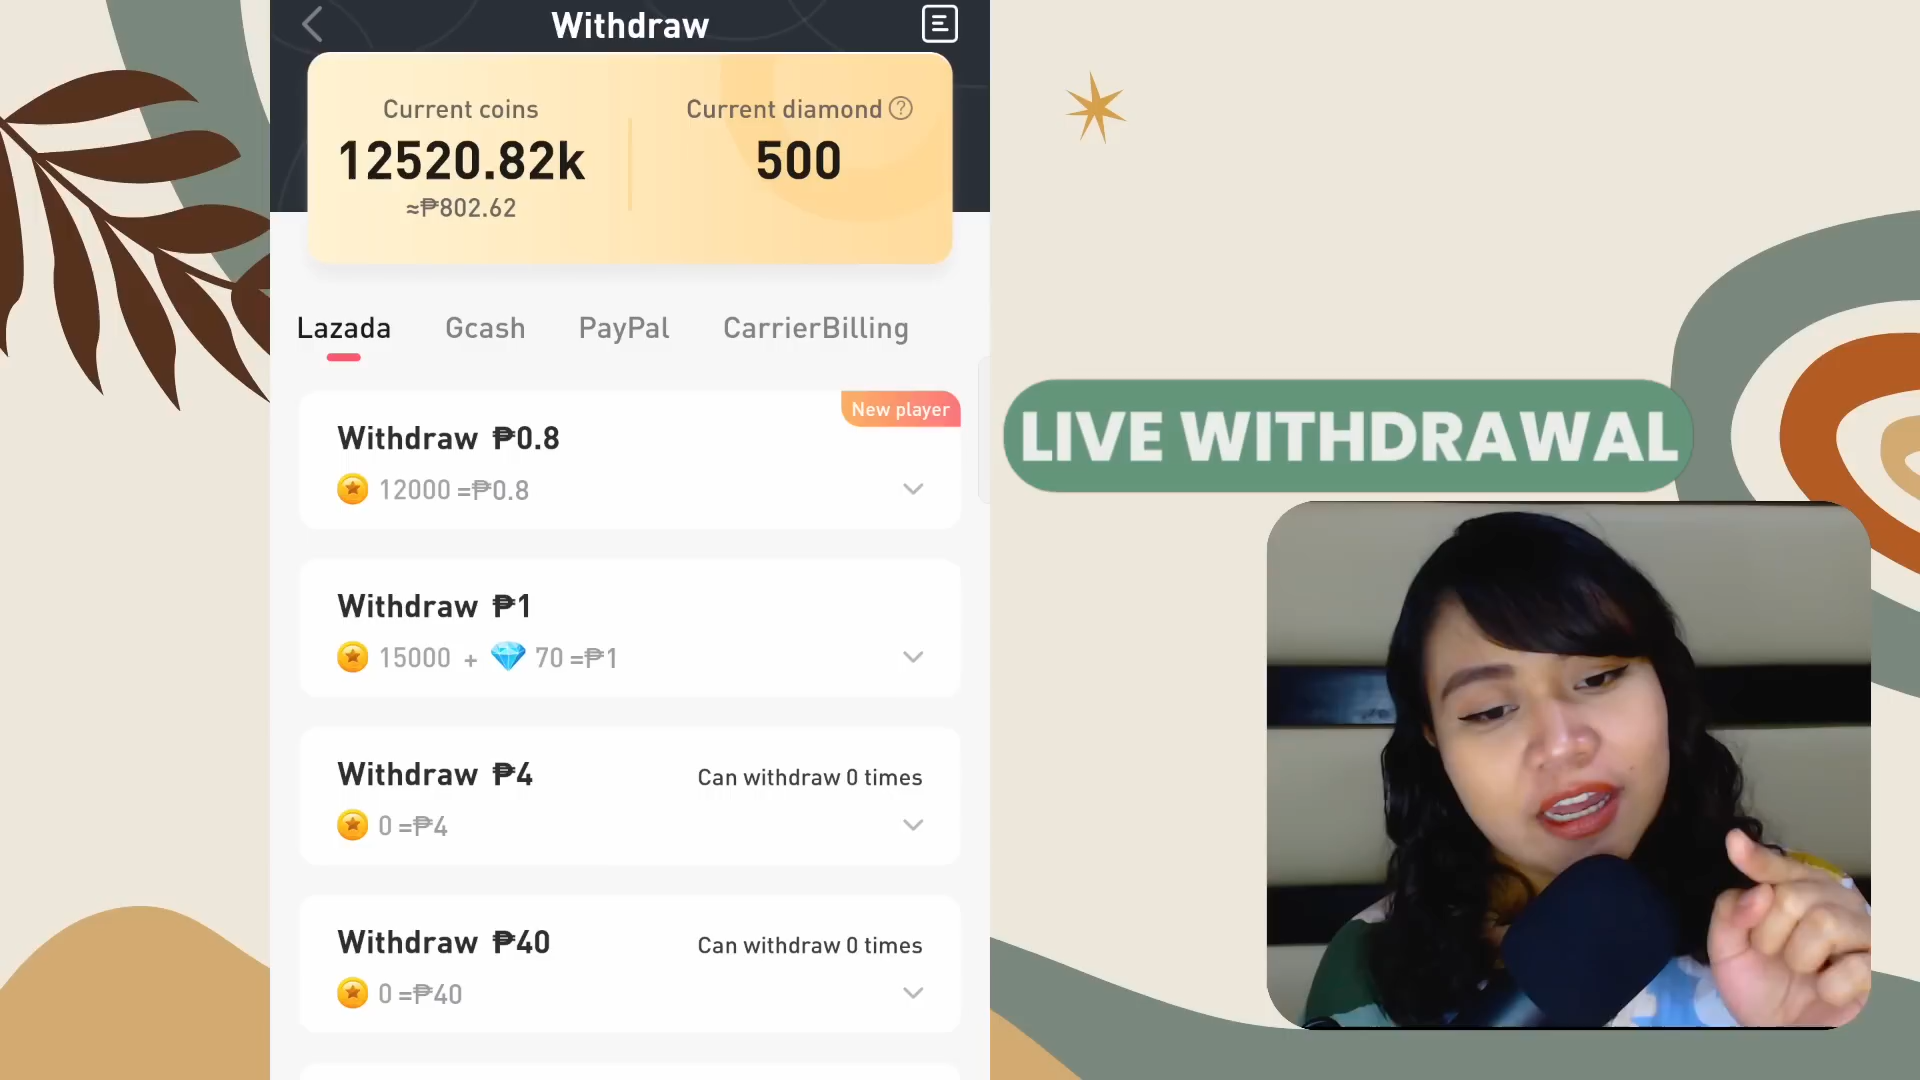 Withdraw
Current coins
12520.82k
≈₱802.62
Current diamond
500
Lazada
Gcash
PayPal
CarrierBilling
New player
Withdraw ₱0.8
12000 =₱0.8
Withdraw ₱1
15000 + 70 =₱1
Withdraw ₱4
Can withdraw 0 times
0 =₱4
Withdraw ₱40
Can withdraw 0 times
0 =₱40
LIVE WITHDRAWAL